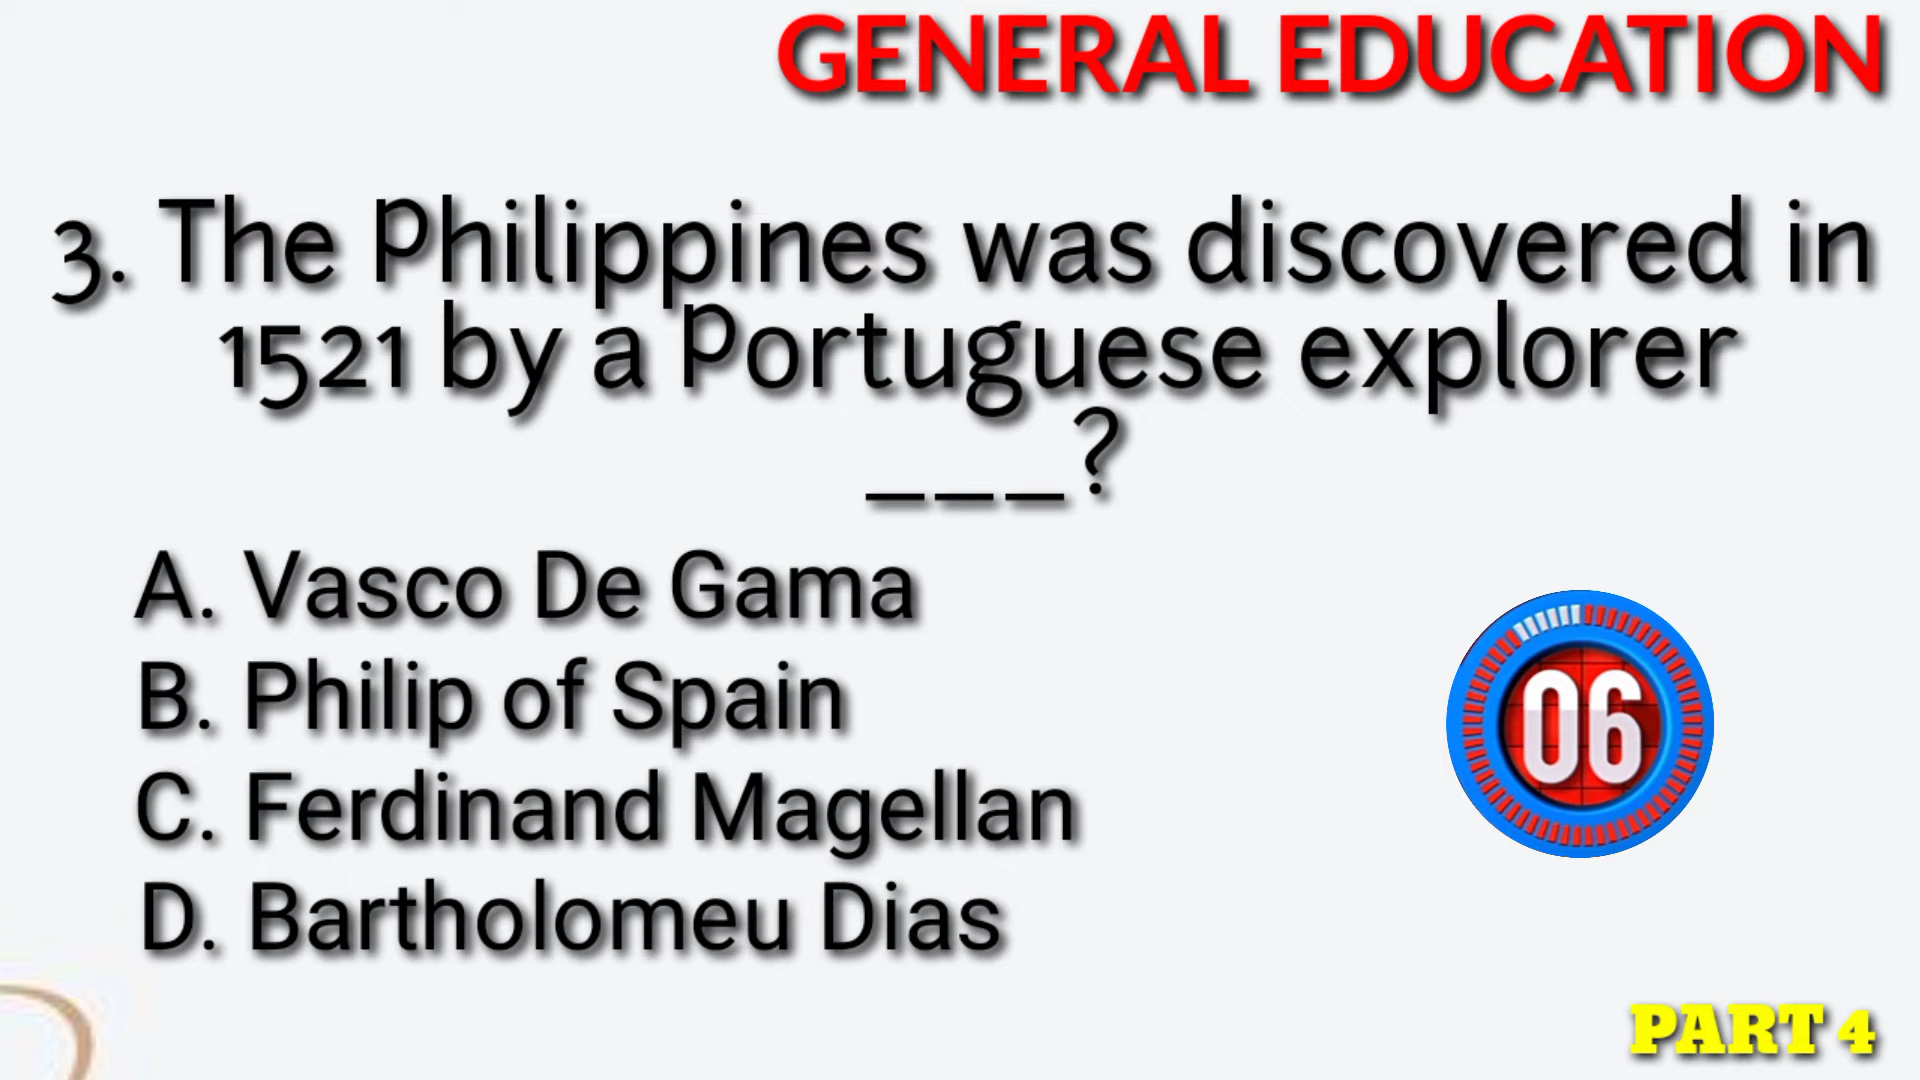 GENERAL EDUCATION
3. The Philippines was discovered in
1521 by a Portuguese explorer
___?
A. Vasco De Gama
B. Philip of Spain
C. Ferdinand Magellan
D. Bartholomeu Dias
06
PART 4